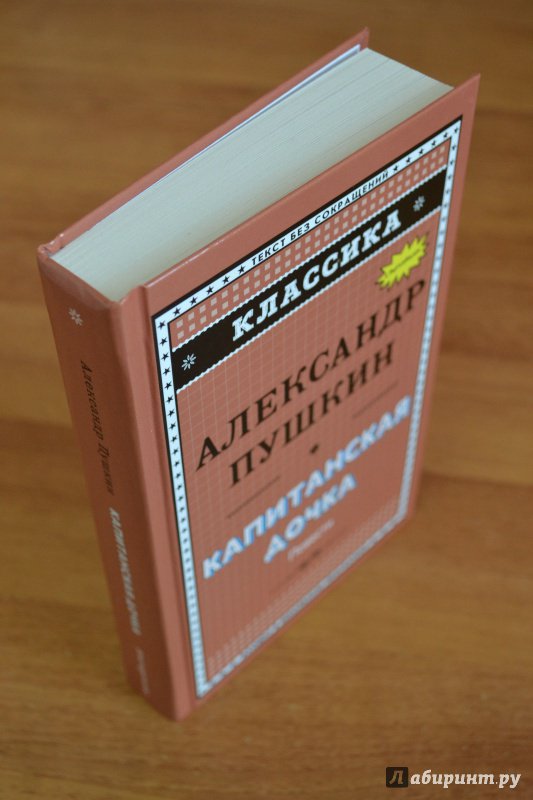 ТЕКСТ БЕЗ СОКРАЩЕНИЙ
КЛАССИКА
АЛЕКСАНДР
ПУШКИН
КАПИТАНСКАЯ
ДОЧКА
Повесть
Александр Пушкин КАПИТАНСКАЯ ДОЧКА
Лабиринт.ру